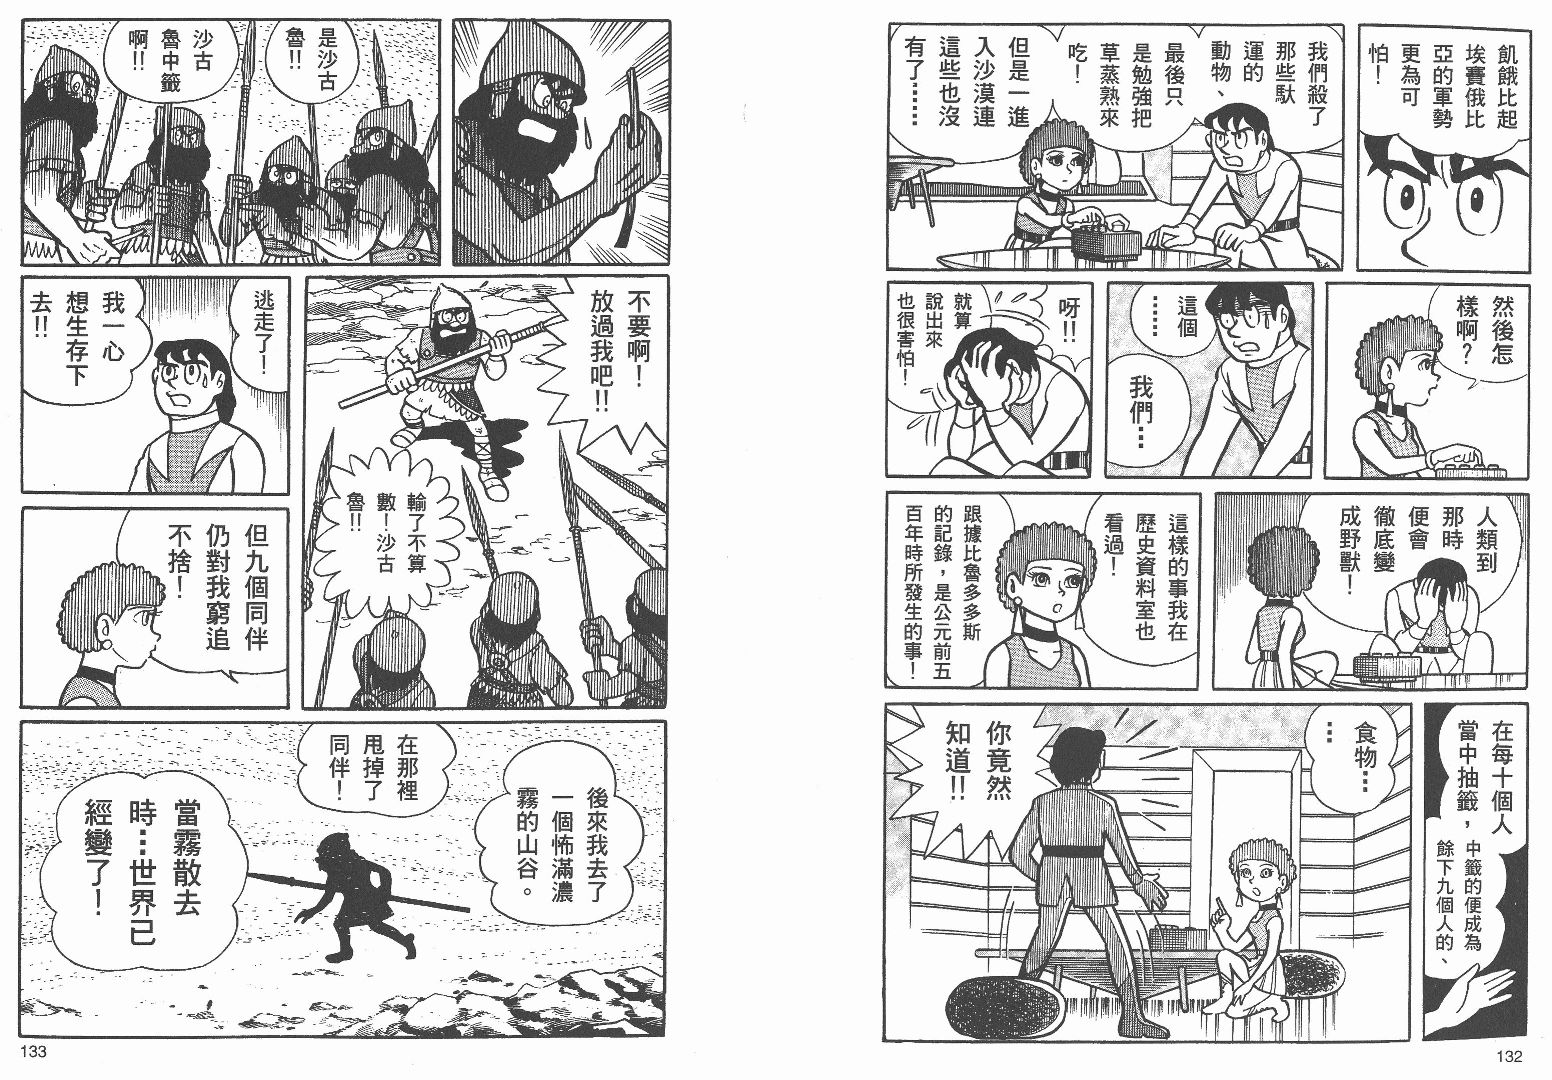 飢餓比起
埃賽俄比
亞的軍勢
更為可
怕！
我們殺了
那些馱
運的
動物、
最後只
是勉強把
草蒸熟來
吃！
但是一進
入沙漠連
這些也沒
有了……
然後怎
樣啊？
這個
……
我們…
呀!!
就算
說出來
也很害怕！
人類到
那時
便會
徹底變
成野獸！
這樣的事我在
歷史資料室也
看過！
跟據比魯多多斯
的記錄，是公元前五
百年時所發生的事！
在每十個人
當中抽籤，
中籤的便成為
餘下九個人的、
食物…
…
你竟然
知道!!
132
沙古
魯中籤
啊!!
是沙古
魯!!
不要啊！
放過我吧!!
輸了不算
數！沙古
魯!!
逃走了！
我一心
想生存下
去!!
但九個同伴
仍對我窮追
不捨！
後來我去了
一個怖滿濃
霧的山谷。
在那裡
甩掉了
同伴！
當霧散去
時…世界已
經變了！
133